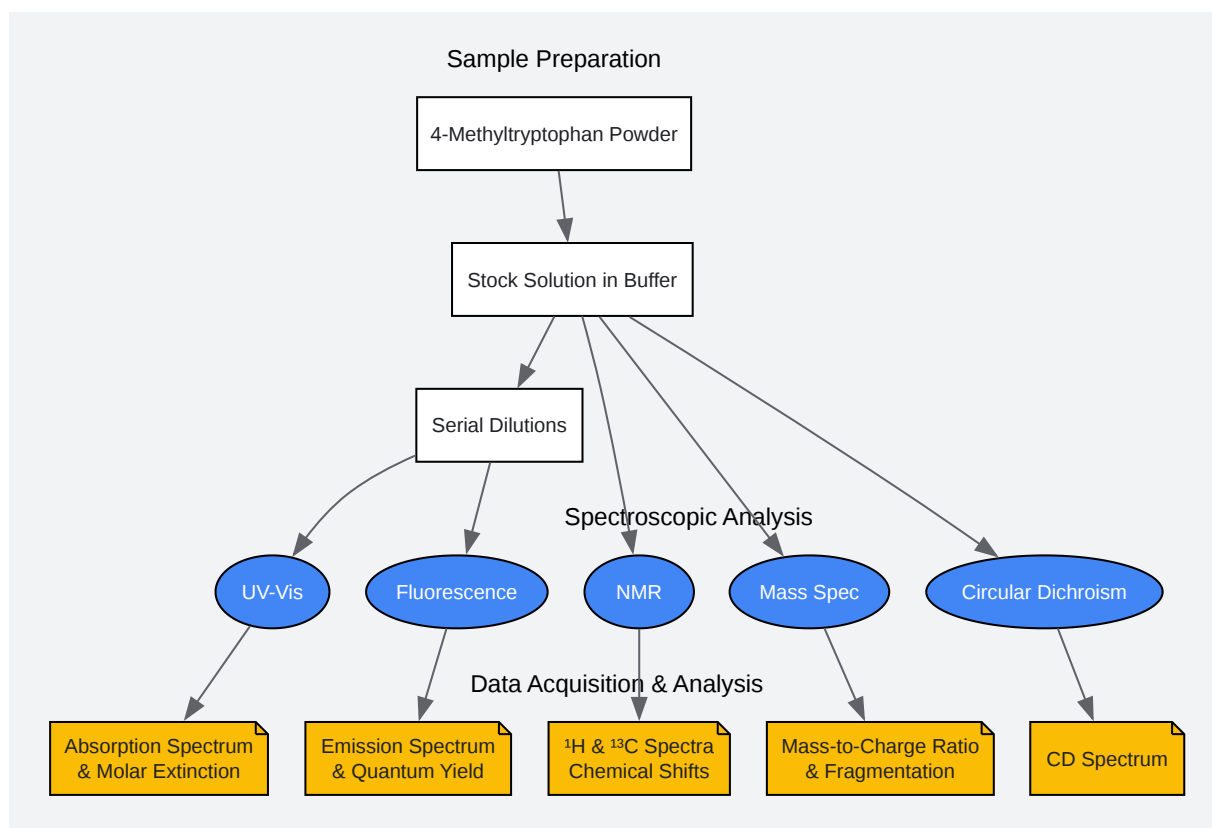 Sample Preparation
4-Methyltryptophan Powder
Stock Solution in Buffer
Serial Dilutions
Spectroscopic Analysis
UV-Vis
Fluorescence
NMR
Mass Spec
Circular Dichroism
Data Acquisition & Analysis
Absorption Spectrum
& Molar Extinction
Emission Spectrum
& Quantum Yield
¹H & ¹³C Spectra
Chemical Shifts
Mass-to-Charge Ratio
& Fragmentation
CD Spectrum